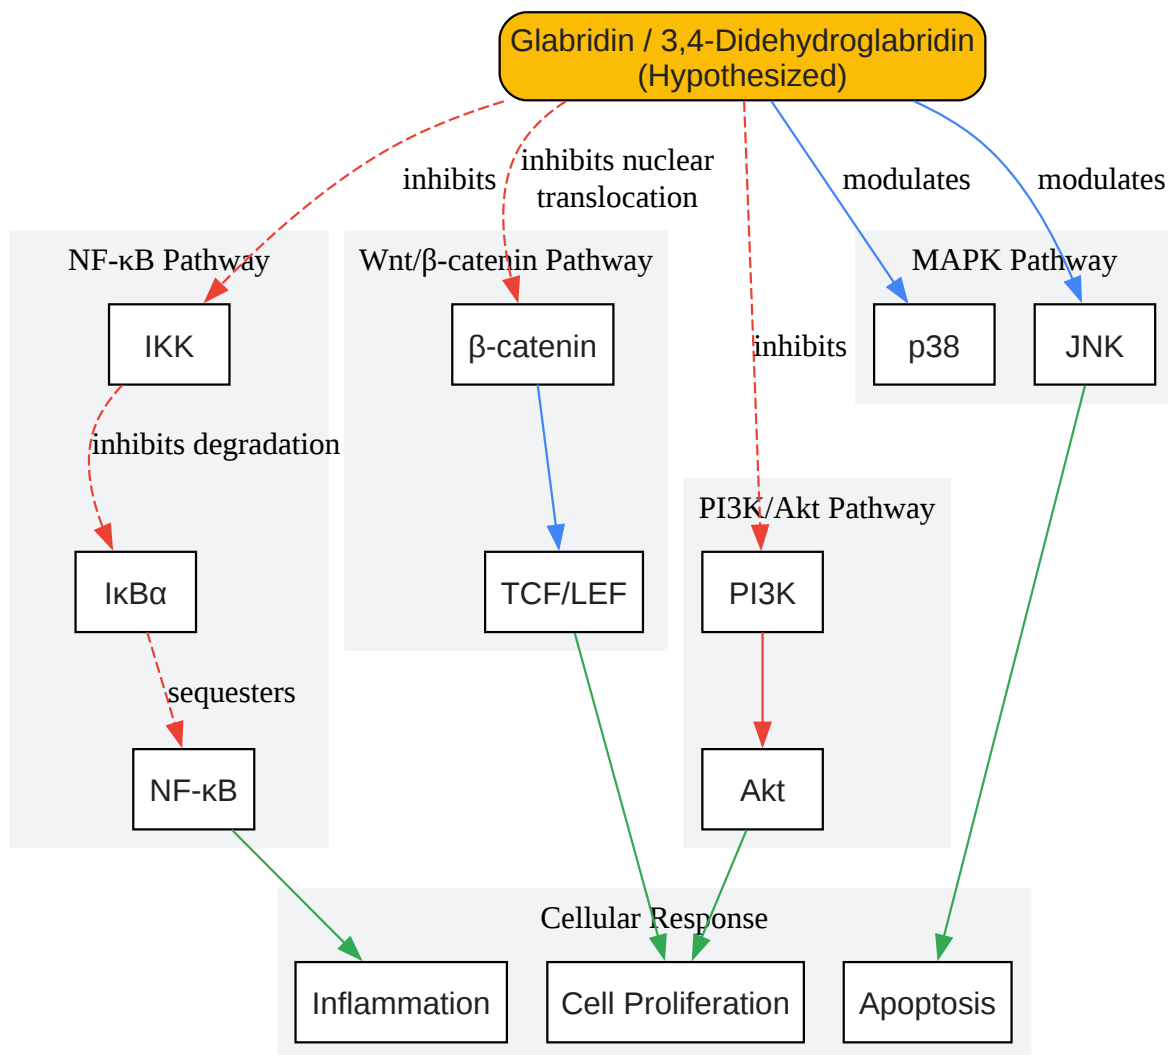 Glabridin / 3,4-Didehydroglabridin
(Hypothesized)
inhibits
inhibits nuclear
translocation
modulates
modulates
NF-κB Pathway
Wnt/β-catenin Pathway
MAPK Pathway
IKK
β-catenin
inhibits
p38
JNK
inhibits degradation
PI3K/Akt Pathway
IκBα
TCF/LEF
PI3K
sequesters
NF-κB
Akt
Cellular Response
Inflammation
Cell Proliferation
Apoptosis